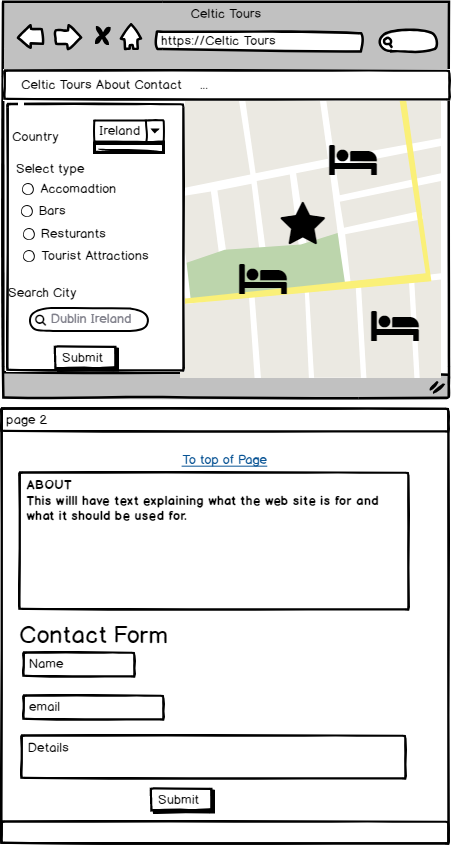 Celtic Tours
https://Celtic Tours
Celtic Tours About Contact ...
Country
Ireland
Select type
Accomadtion
Bars
Resturants
Tourist Attractions
Search City
Dublin Ireland
Submit
page 2
To top of Page
ABOUT
This willl have text explaining what the web site is for and
what it should be used for.
Contact Form
Name
email
Details
Submit